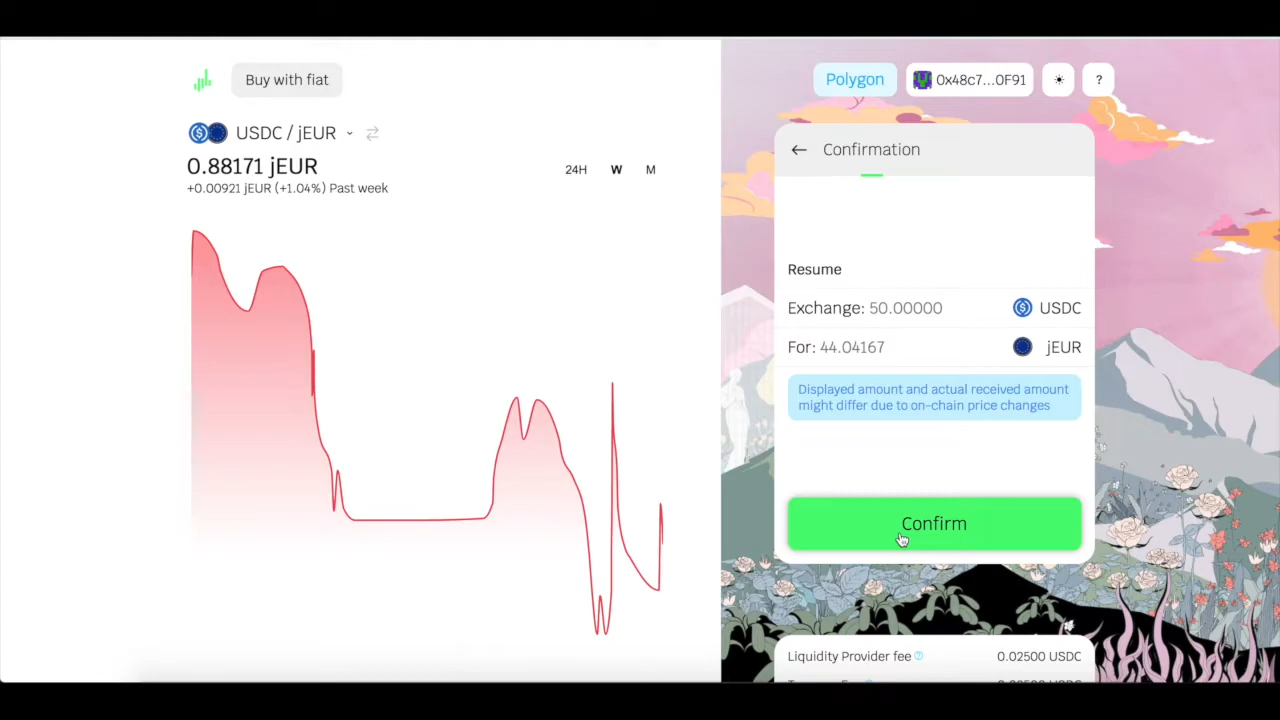 Buy with fiat
Polygon
0x48c7...0F91
?
USDC / jEUR
0.88171 jEUR
+0.00921 jEUR (+1.04%) Past week
24H W M
Confirmation
Resume
Exchange: 50.00000 USDC
For: 44.04167 jEUR
Displayed amount and actual received amount
might differ due to on-chain price changes
Confirm
Liquidity Provider fee ? 0.02500 USDC